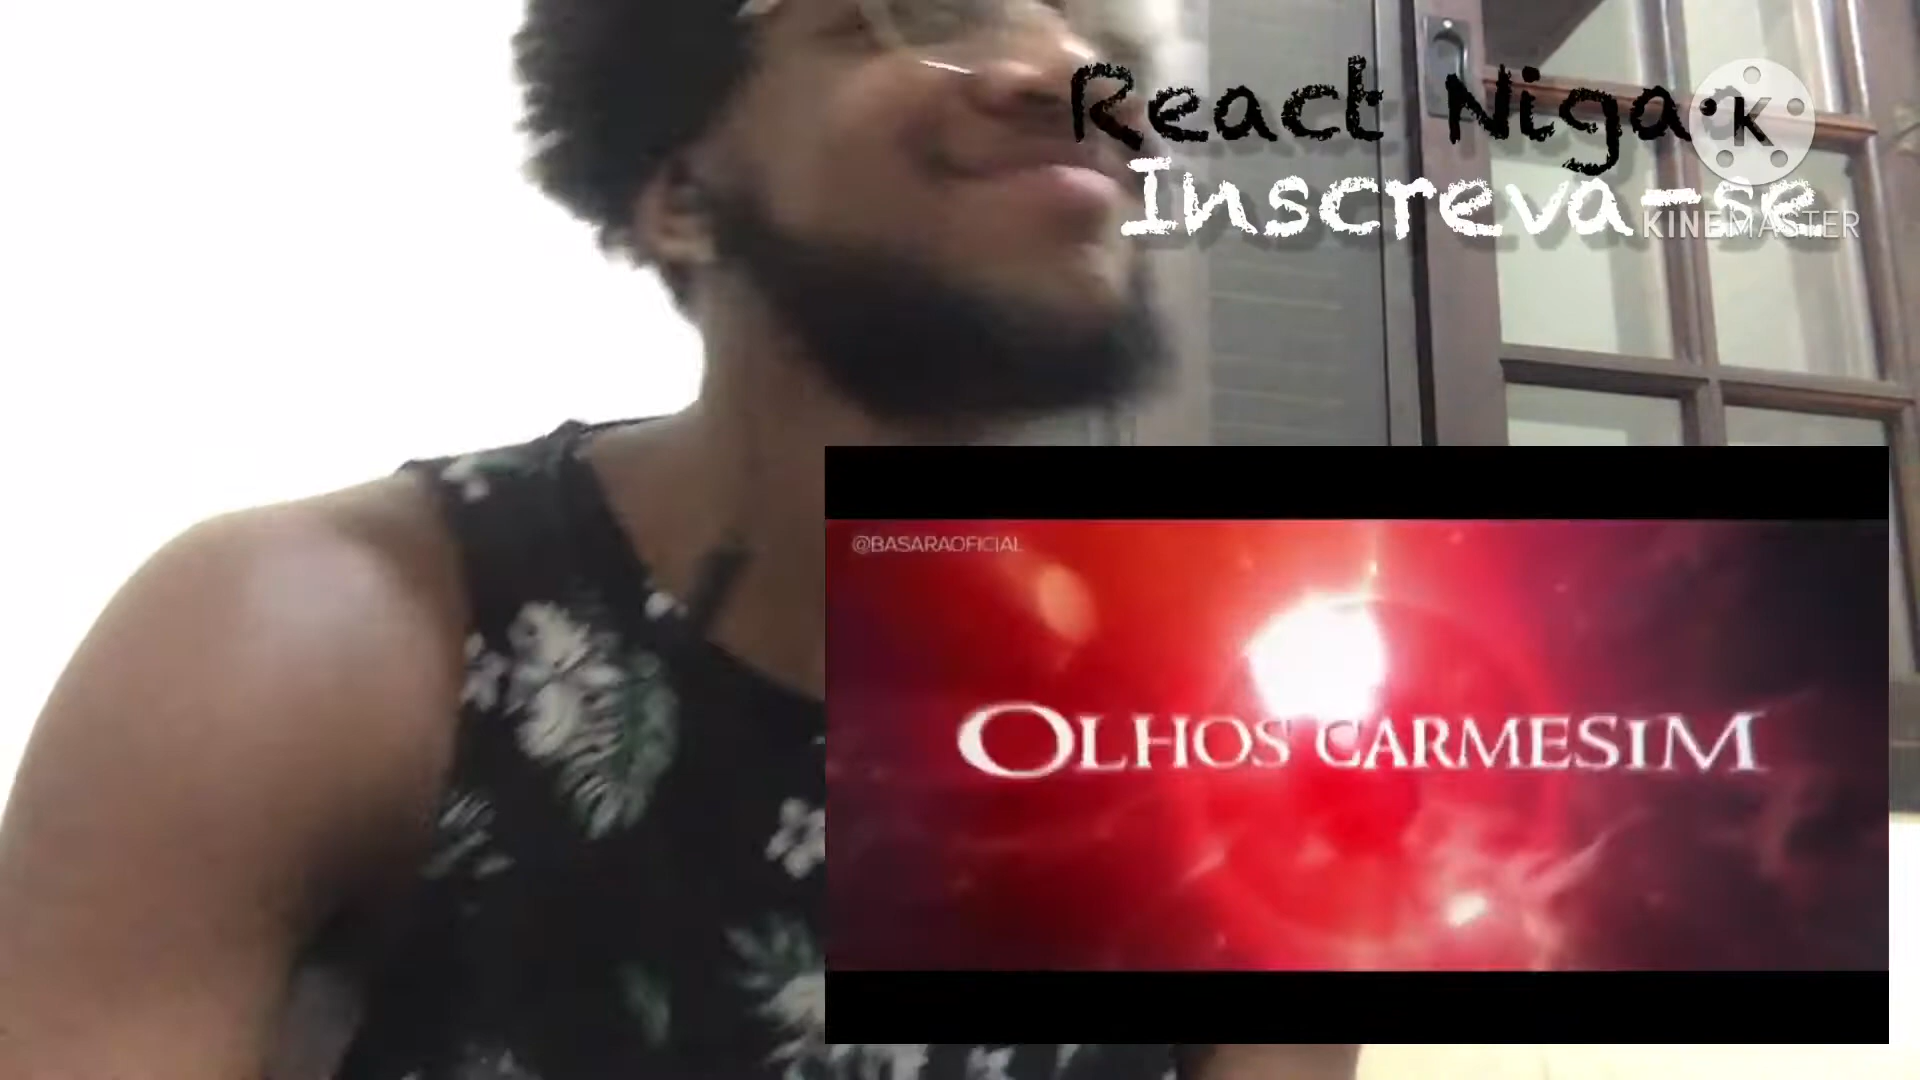 React Niga
K
Inscreva-se
KINEMASTER
@BASARAOFICIAL
OLHOS CARMESIM